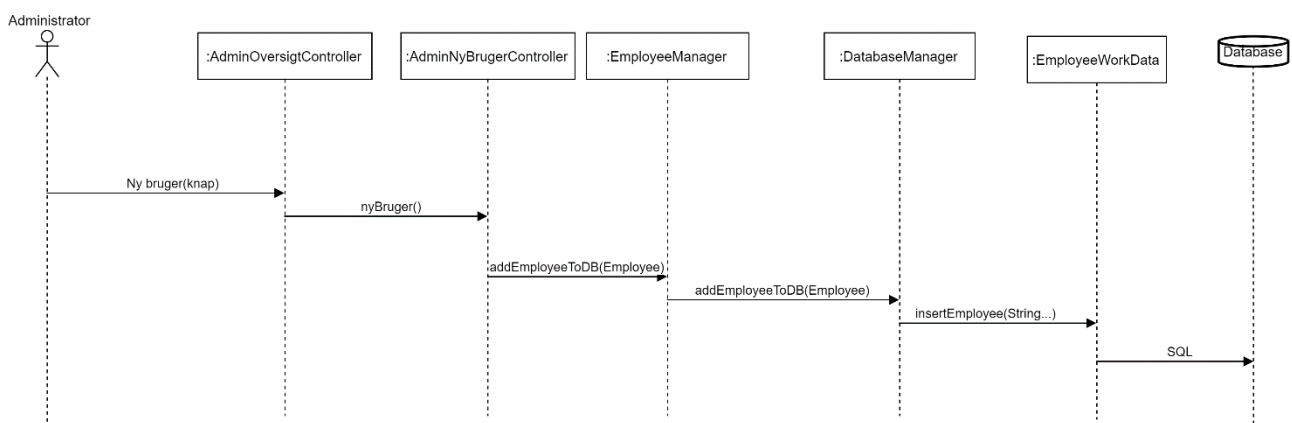 Administrator
:AdminOversigtController
:AdminNyBrugerController
:EmployeeManager
:DatabaseManager
:EmployeeWorkData
Database
Ny bruger(knap)
nyBruger()
addEmployeeToDB(Employee)
addEmployeeToDB(Employee)
insertEmployee(String...)
SQL